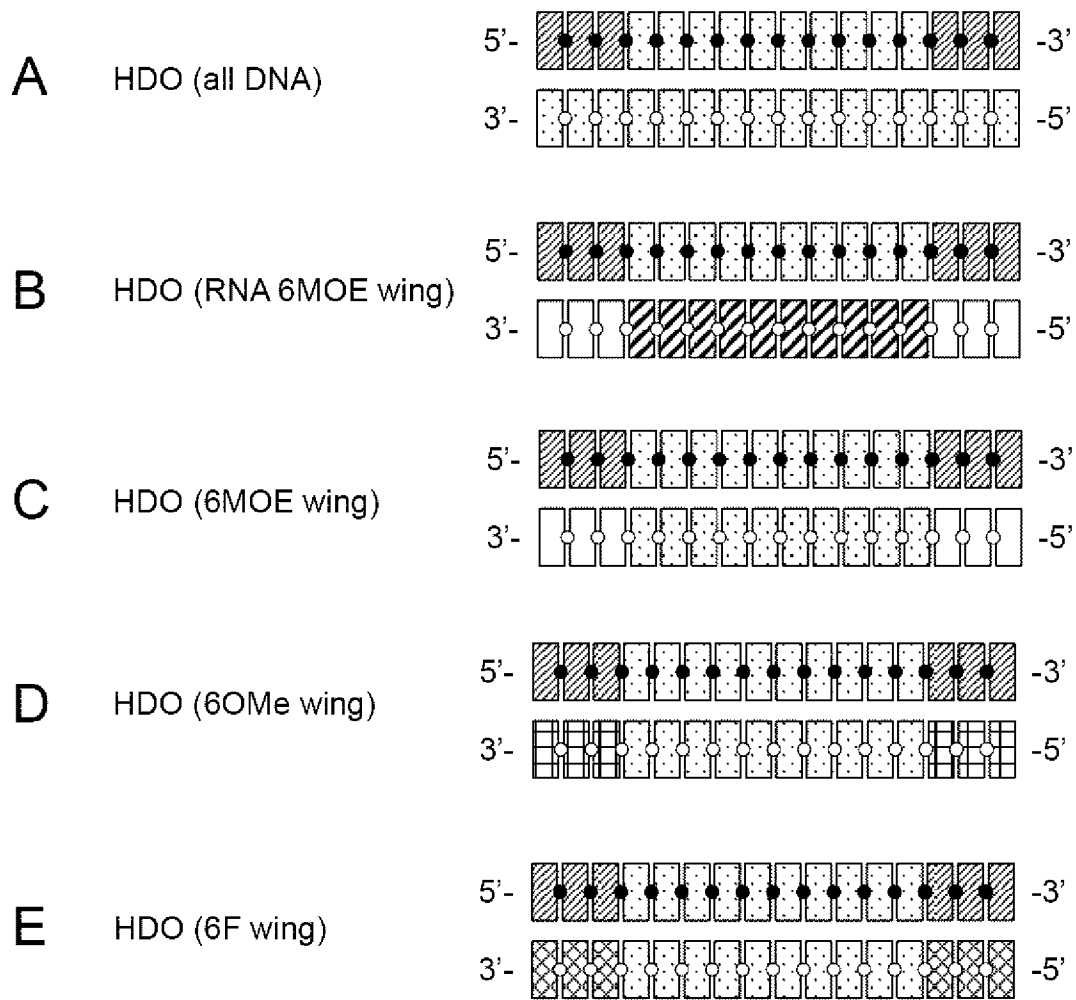 5'- -3'
A HDO (all DNA)
3'- -5'
5'- -3'
B HDO (RNA 6MOE wing)
3'- -5'
5'- -3'
C HDO (6MOE wing)
3'- -5'
5'- -3'
D HDO (6OMe wing)
3'- -5'
5'- -3'
E HDO (6F wing)
3'- -5'